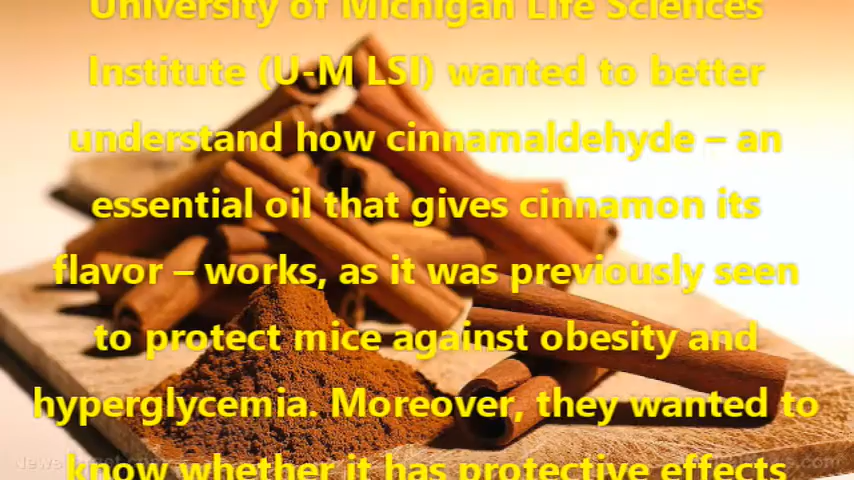 University of Michigan Life Sciences
Institute (U-M LSI) wanted to better
understand how cinnamaldehyde – an
essential oil that gives cinnamon its
flavor – works, as it was previously seen
to protect mice against obesity and
hyperglycemia. Moreover, they wanted to
know whether it has protective effects